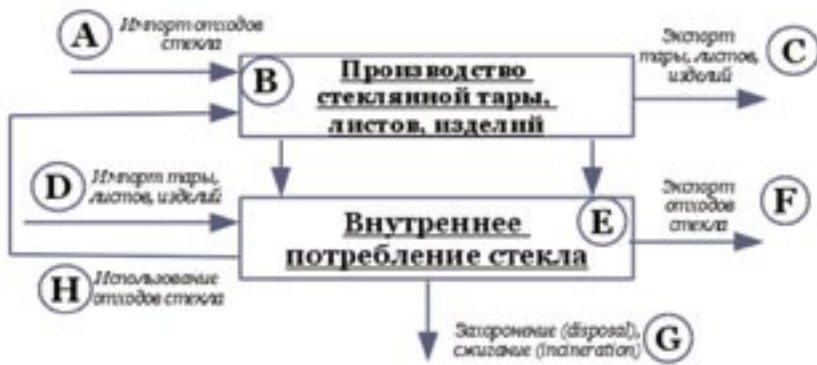 A
Импорт отходов
стекла
B
Производство
стеклянной тары,
листов, изделий
Экспорт
тары, листов,
изделий
C
D
Импорт тары,
листов, изделий
Внутреннее
потребление стекла
E
Экспорт
отходов
стекла
F
H
Использование
отходов стекла
Захоронение (disposal),
сжигание (incineration)
G